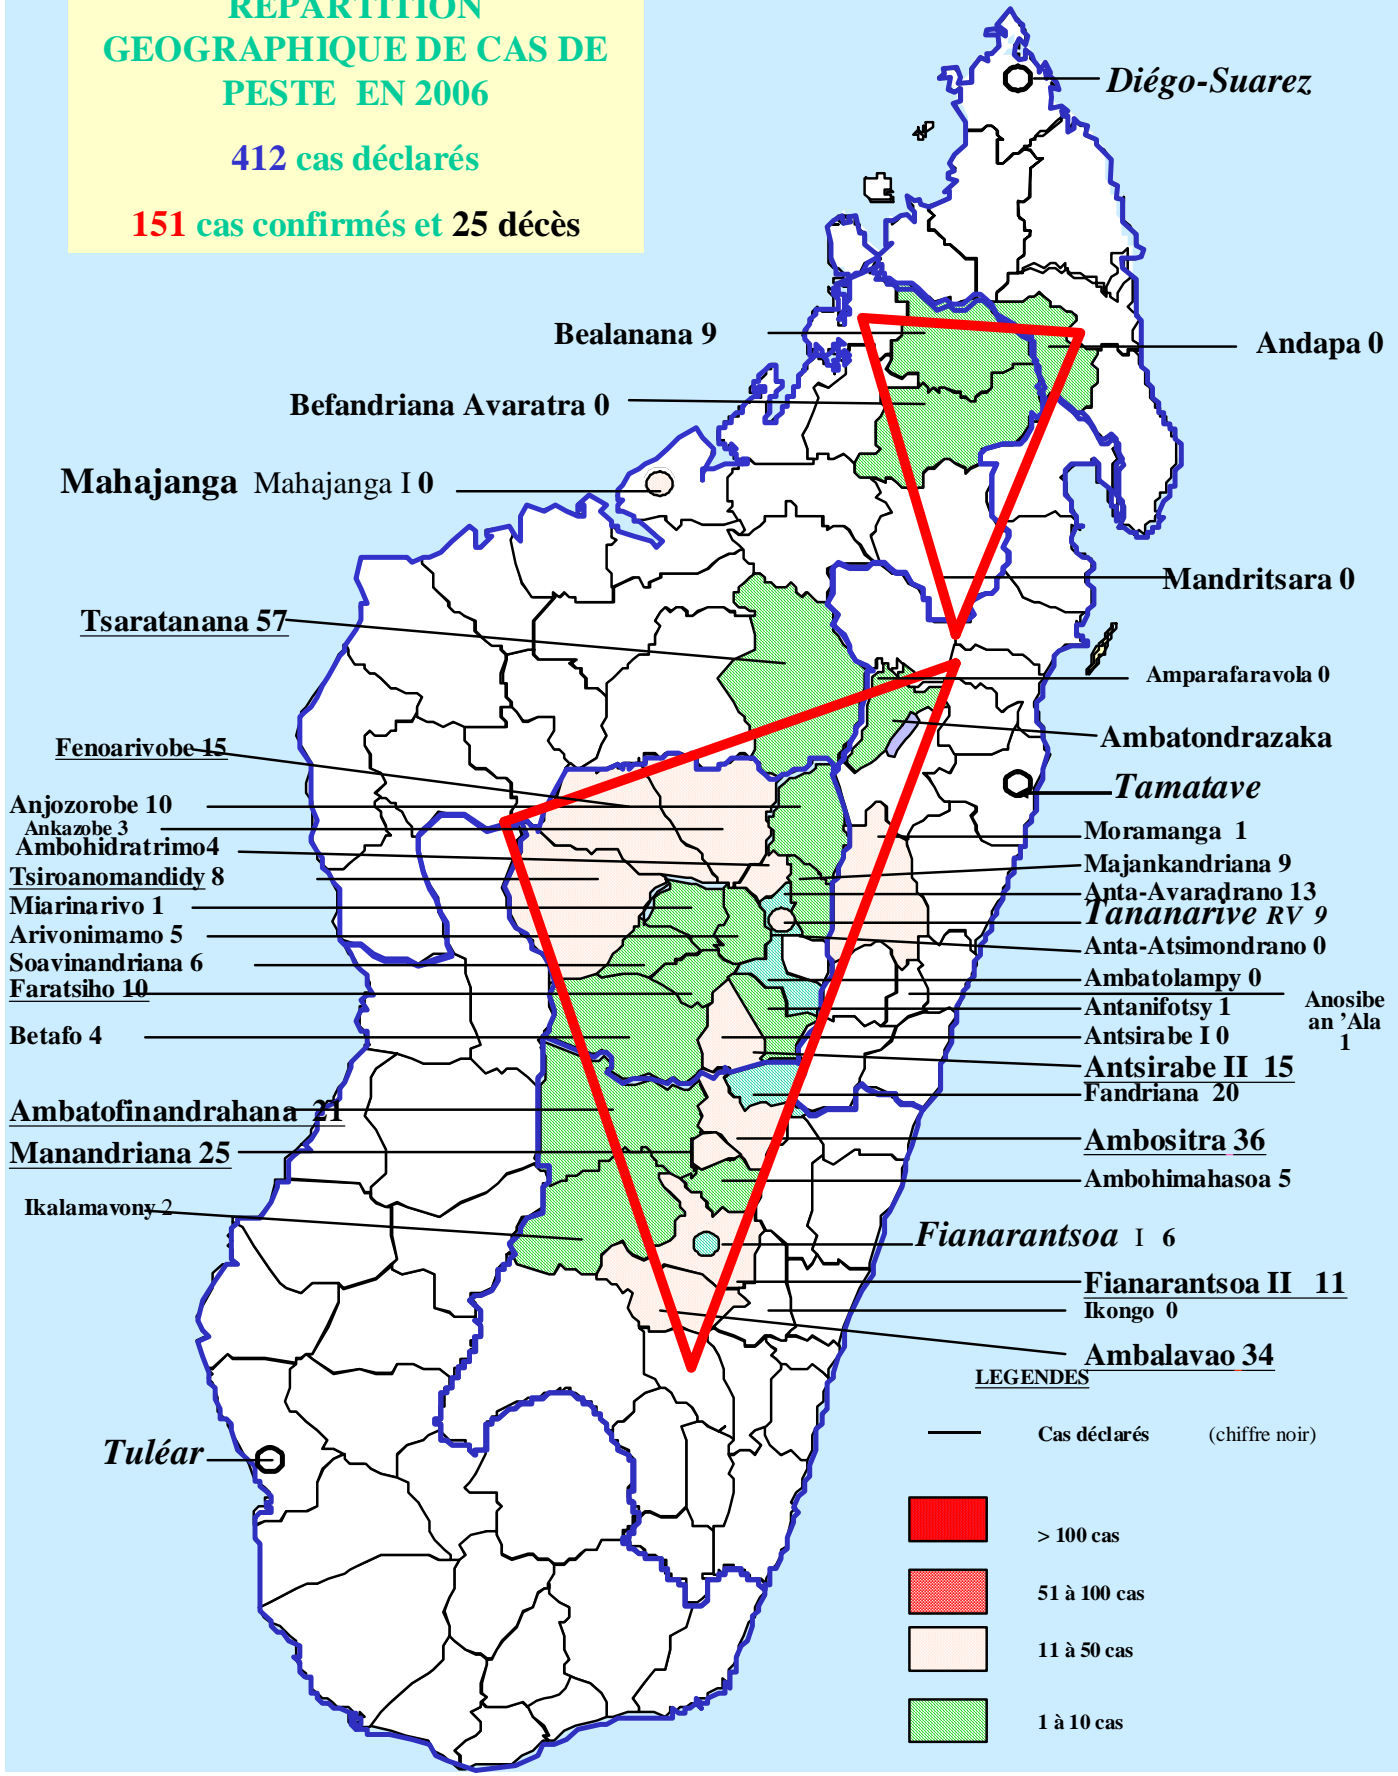 REPARTITION
GEOGRAPHIQUE DE CAS DE
PESTE EN 2006
412 cas déclarés
151 cas confirmés et 25 décès
Diégo-Suarez
Bealanana 9
Andapa 0
Befandriana Avaratra 0
Mahajanga Mahajanga I 0
Mandritsara 0
Tsaratanana 57
Amparafaravola 0
Ambatondrazaka
Fenoarivobe 15
Tamatave
Anjozorobe 10
Ankazobe 3
Ambohidratrimo4
Tsiroanomandidy 8
Miarinarivo 1
Arivonimamo 5
Soavinandriana 6
Faratsiho 10
Betafo 4
Moramanga 1
Majankandriana 9
Anta-Avaradrano 13
Tananarive RV 9
Anta-Atsimondrano 0
Ambatolampy 0
Antanifotsy 1
Anosibe
an 'Ala
1
Antsirabe I 0
Antsirabe II 15
Fandriana 20
Ambatofinandrahana 21
Manandriana 25
Ambositra 36
Ambohimahasoa 5
Ikalamavony 2
Fianarantsoa I 6
Fianarantsoa II 11
Ikongo 0
Ambalavao 34
Tuléar
LEGENDES
Cas déclarés (chiffre noir)
> 100 cas
51 à 100 cas
11 à 50 cas
1 à 10 cas